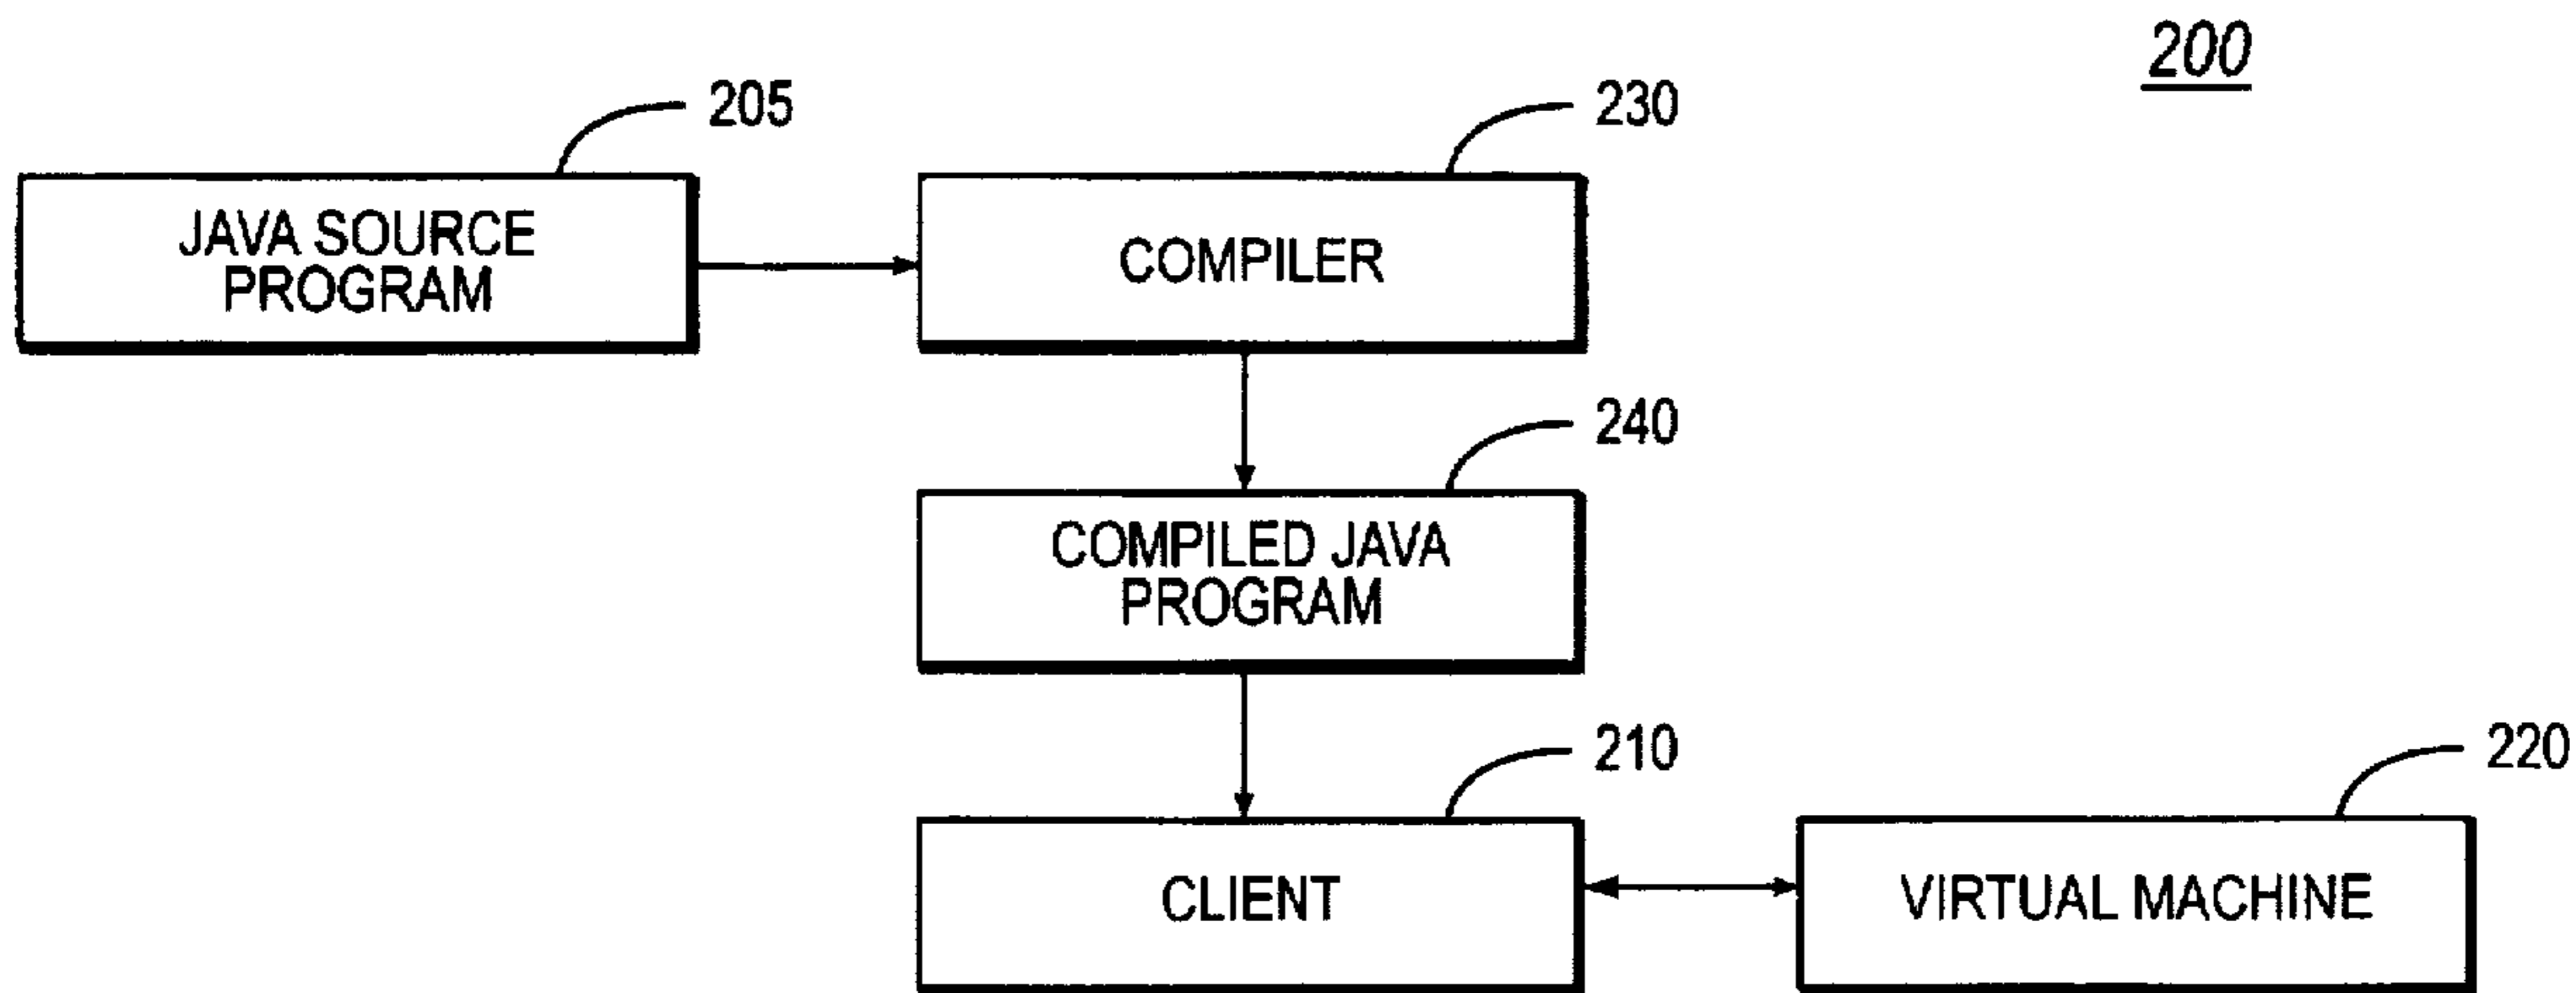 200
205
230
JAVA SOURCE
PROGRAM
COMPILER
240
COMPILED JAVA
PROGRAM
210
220
CLIENT
VIRTUAL MACHINE